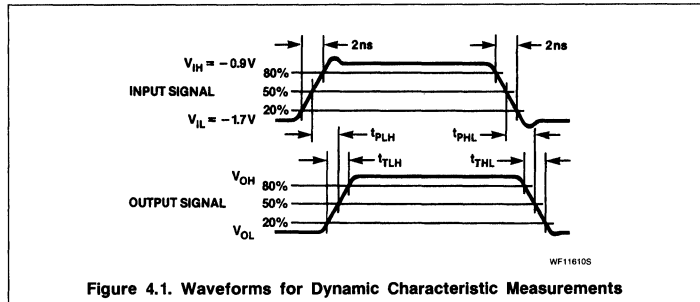 2ns 2ns
V_IH = −0.9V
80%
INPUT SIGNAL 50%
20%
V_IL = −1.7V
t_PLH t_PHL
t_TLH t_THL
V_OH
80%
OUTPUT SIGNAL 50%
20%
V_OL
WF11610S
Figure 4.1. Waveforms for Dynamic Characteristic Measurements